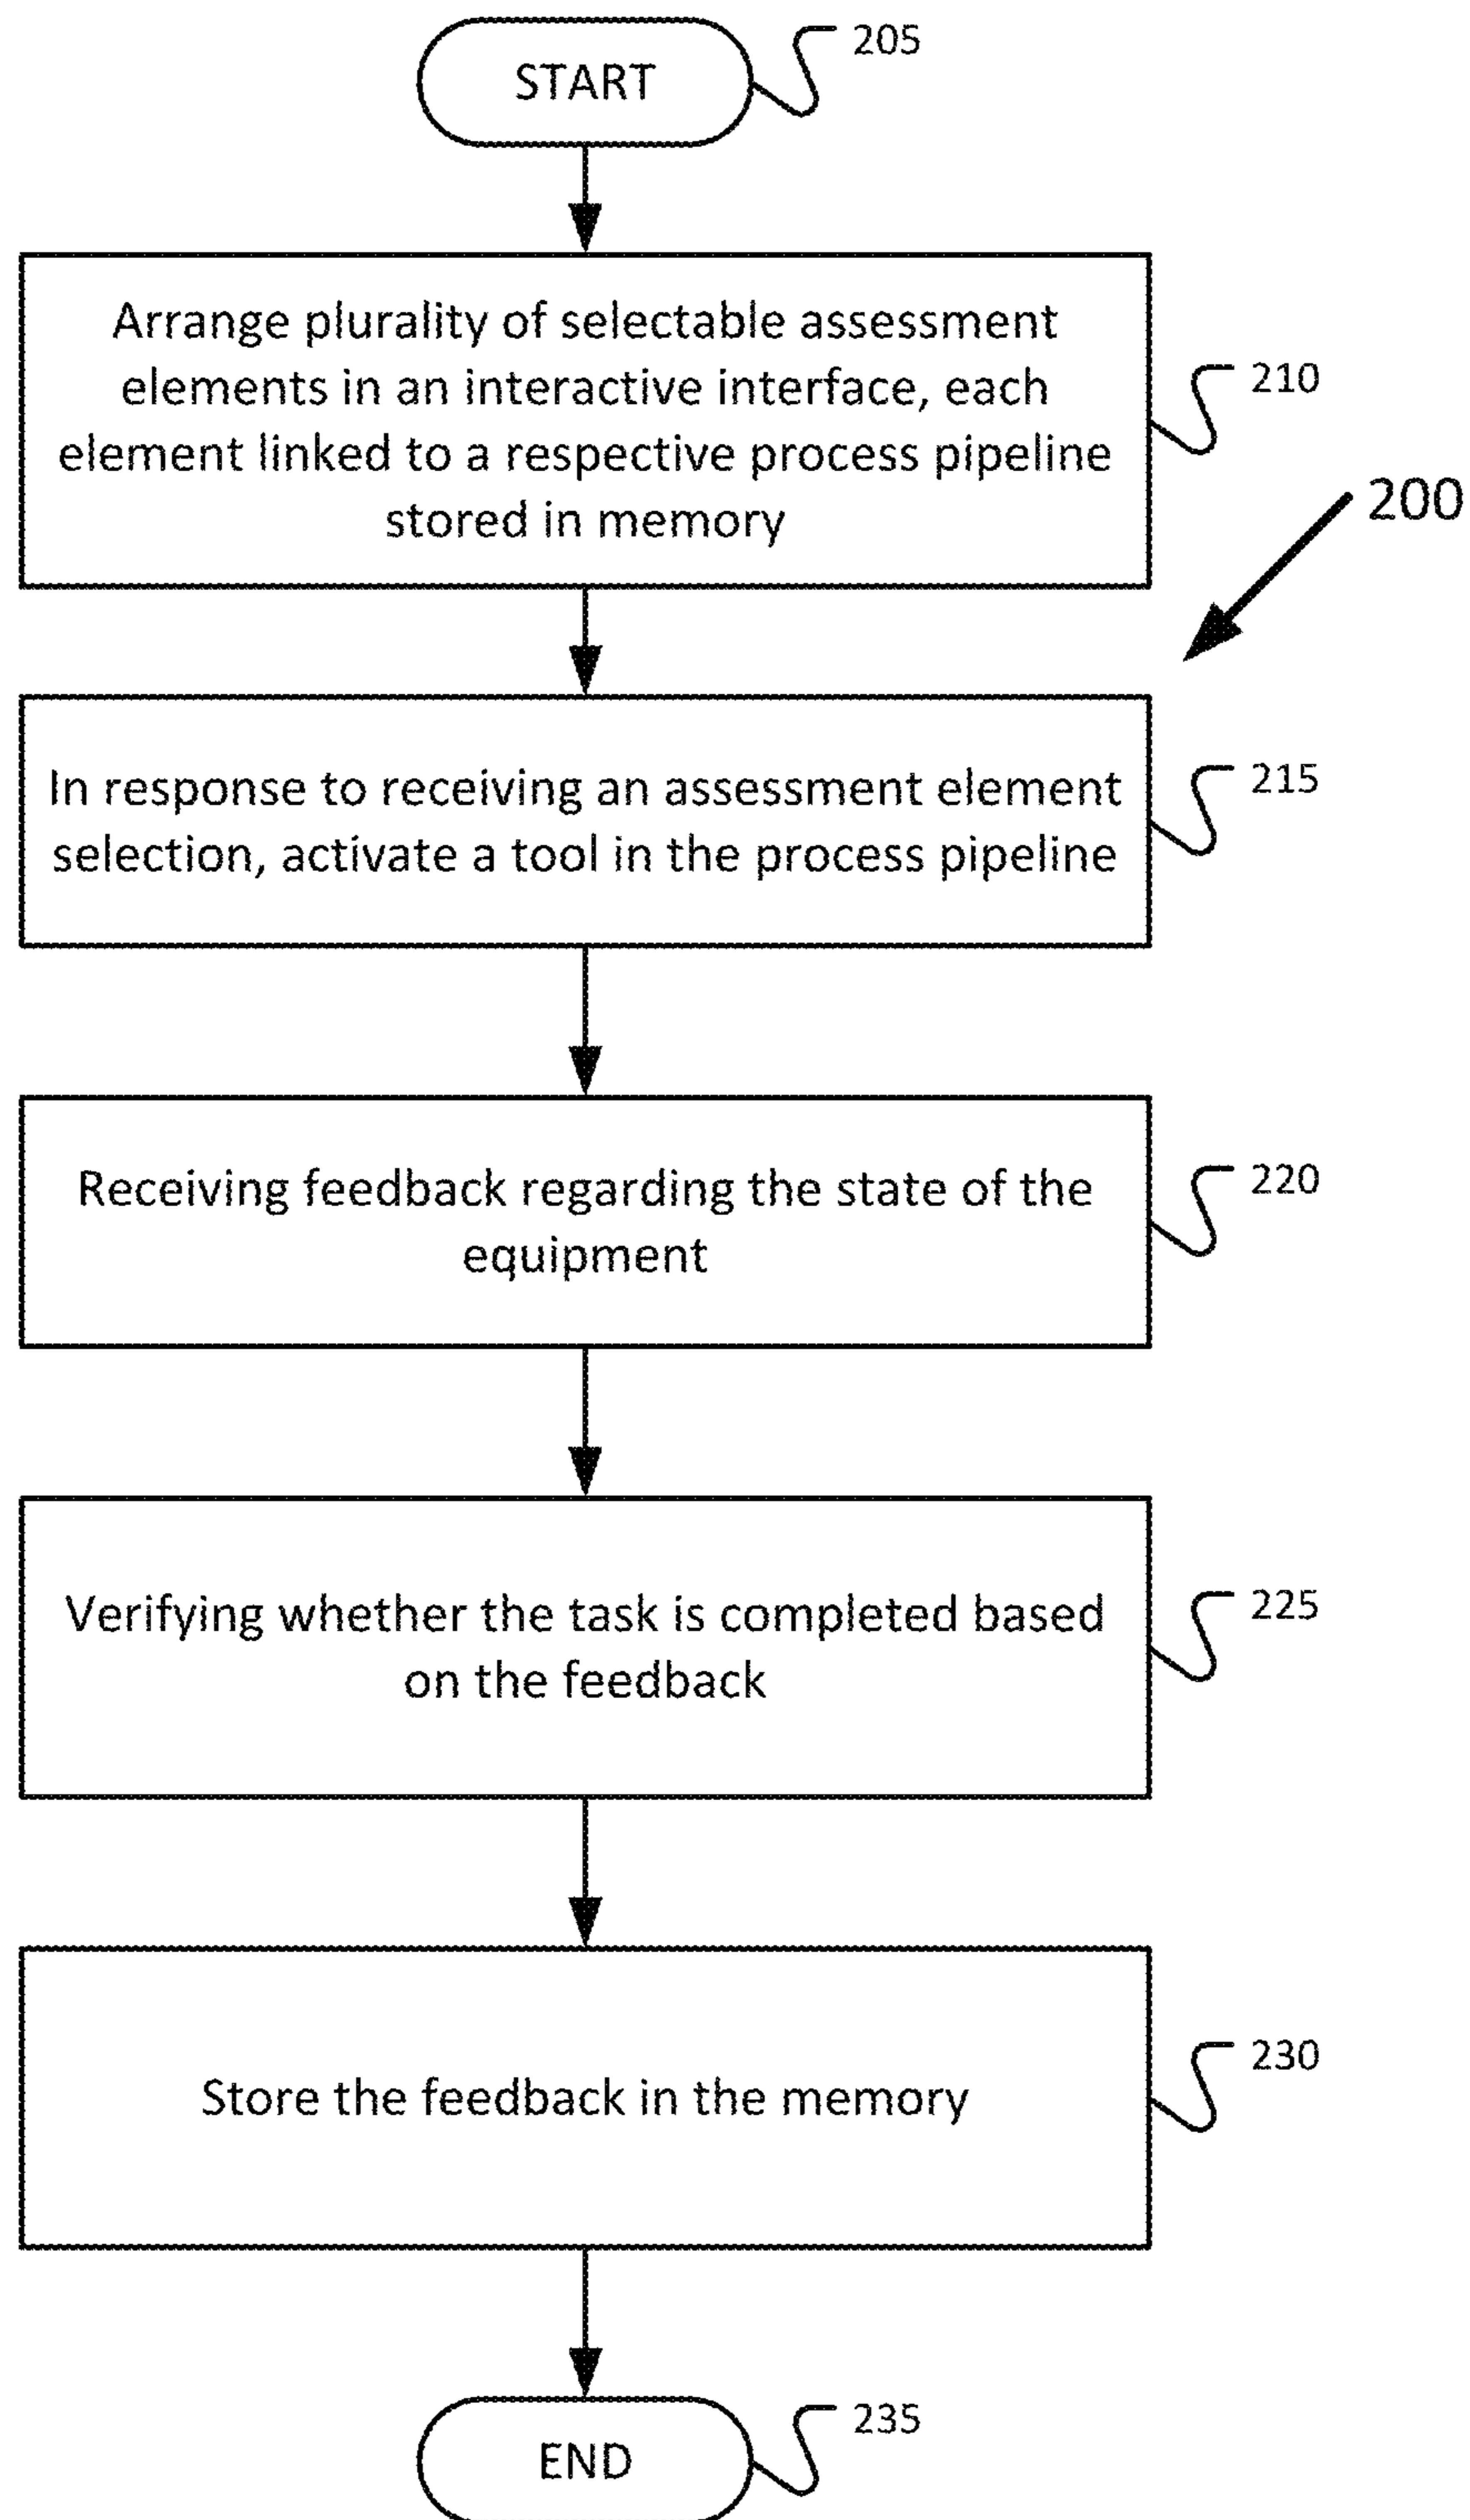 START
205
Arrange plurality of selectable assessment
elements in an interactive interface, each
element linked to a respective process pipeline
stored in memory
210
200
In response to receiving an assessment element
selection, activate a tool in the process pipeline
215
Receiving feedback regarding the state of the
equipment
220
Verifying whether the task is completed based
on the feedback
225
Store the feedback in the memory
230
END
235